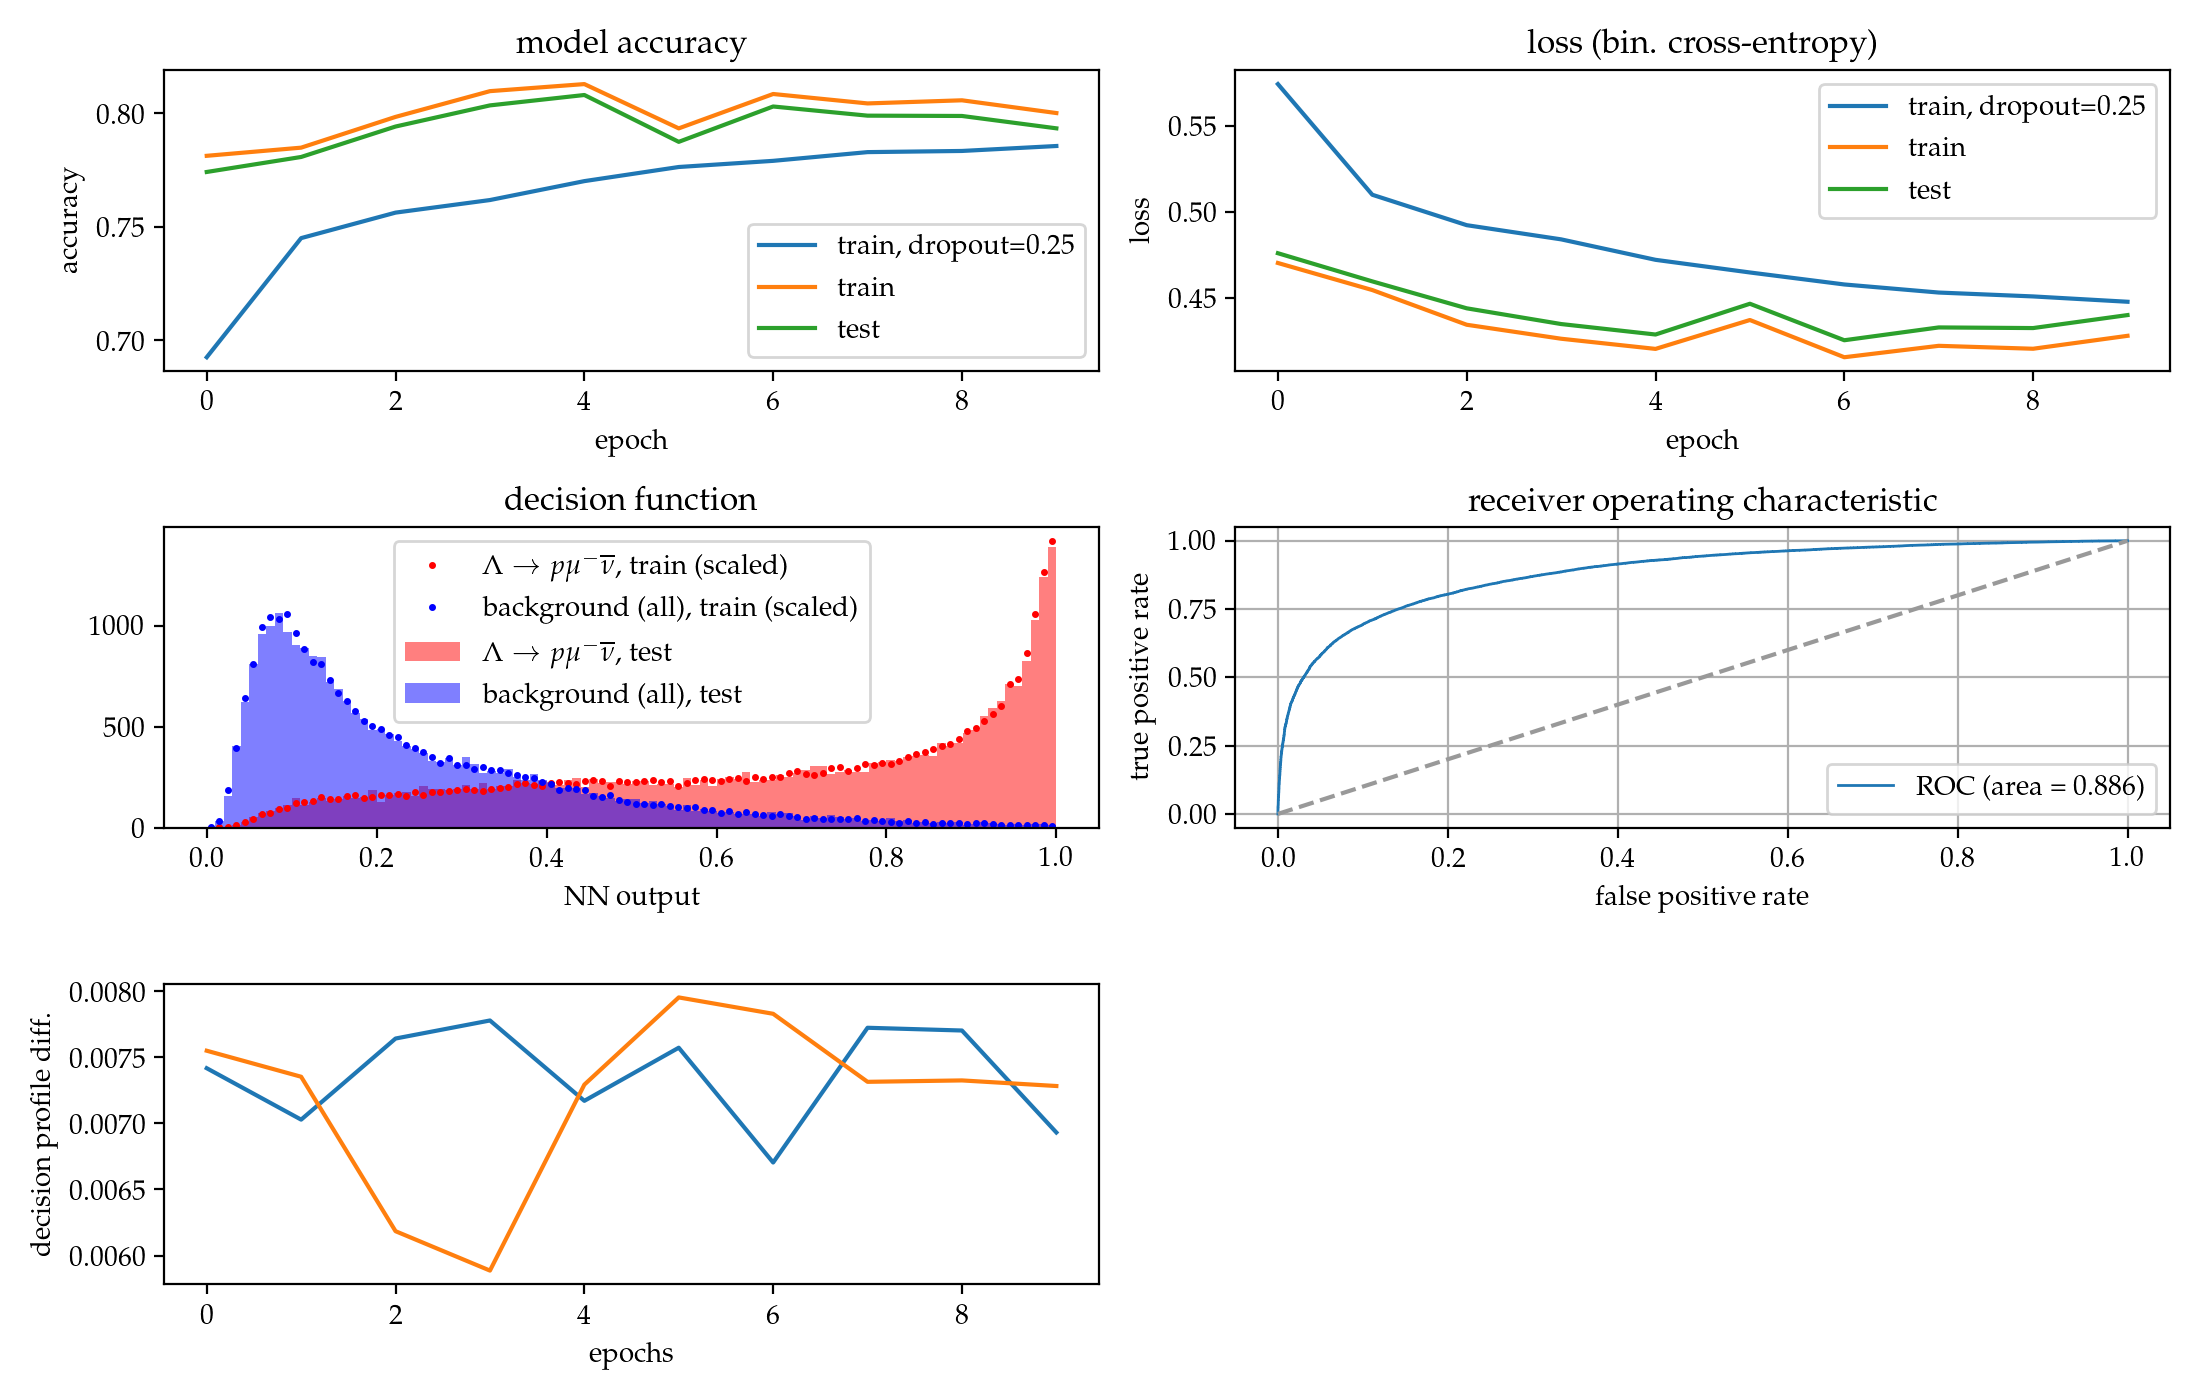 model accuracy
accuracy
0.80
0.75
0.70
train, dropout=0.25
train
test
0 2 4 6 8
epoch
loss (bin. cross-entropy)
loss
0.55
0.50
0.45
train, dropout=0.25
train
test
0 2 4 6 8
epoch
decision function
1000
500
0
Λ → pμ⁻ν̅, train (scaled)
background (all), train (scaled)
Λ → pμ⁻ν̅, test
background (all), test
0.0 0.2 0.4 0.6 0.8 1.0
NN output
receiver operating characteristic
true positive rate
1.00
0.75
0.50
0.25
0.00
ROC (area = 0.886)
0.0 0.2 0.4 0.6 0.8 1.0
false positive rate
decision profile diff.
0.0080
0.0075
0.0070
0.0065
0.0060
0 2 4 6 8
epochs